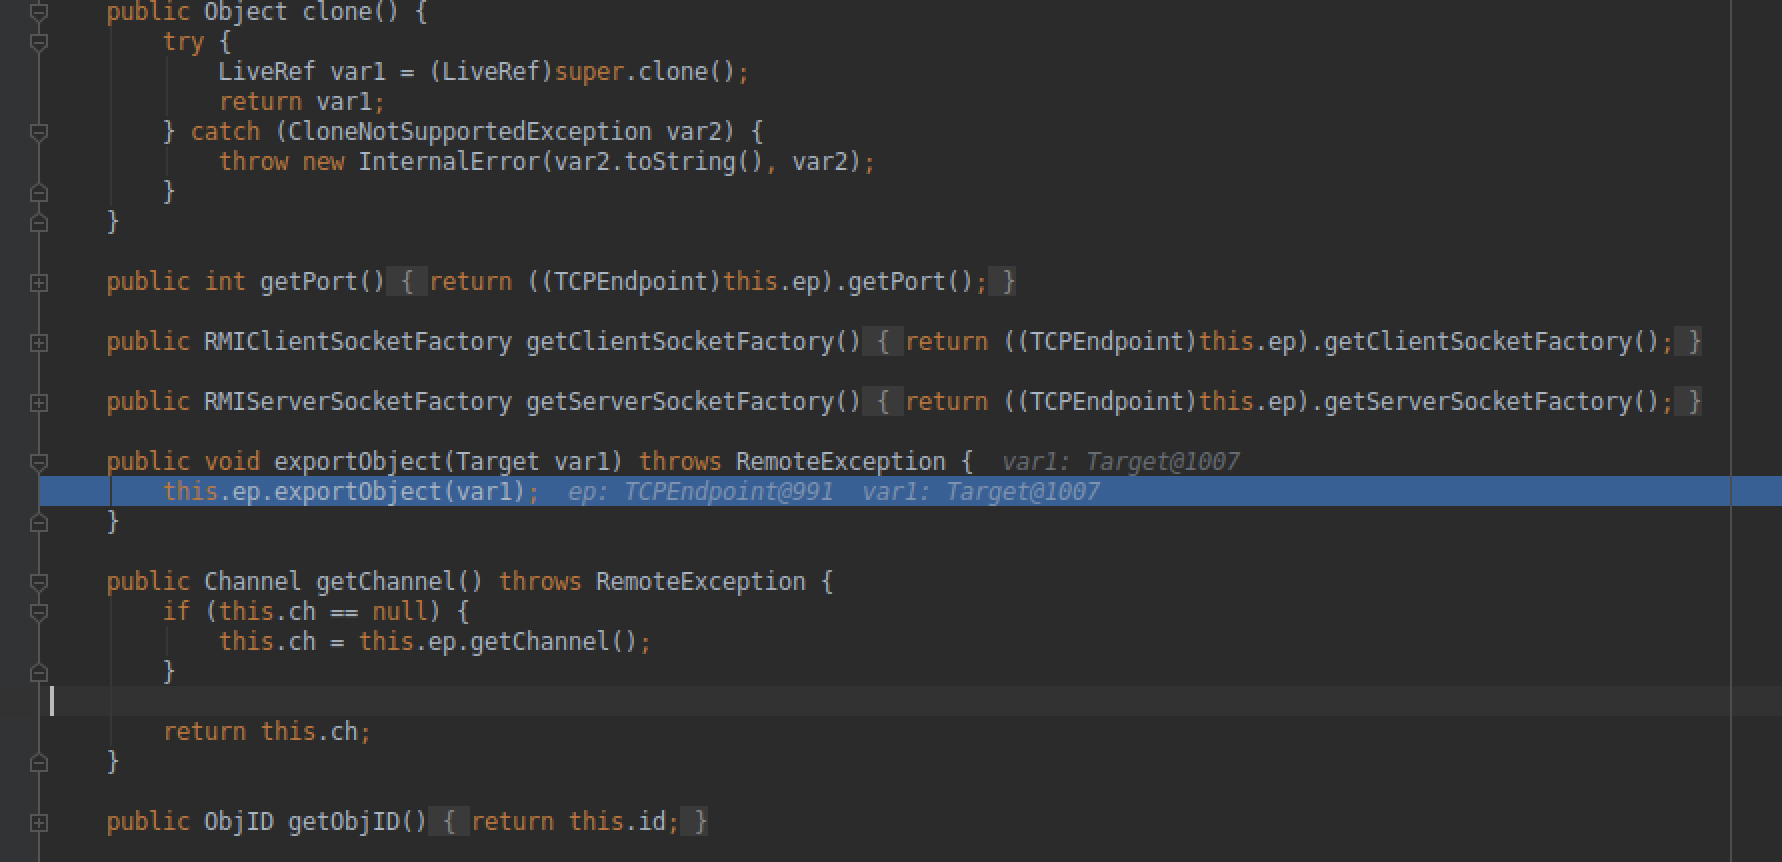 public Object clone() {
try {
LiveRef var1 = (LiveRef)super.clone();
return var1;
} catch (CloneNotSupportedException var2) {
throw new InternalError(var2.toString(), var2);
}
}
public int getPort() { return ((TCPEndpoint)this.ep).getPort(); }
public RMIClientSocketFactory getClientSocketFactory() { return ((TCPEndpoint)this.ep).getClientSocketFactory(); }
public RMIServerSocketFactory getServerSocketFactory() { return ((TCPEndpoint)this.ep).getServerSocketFactory(); }
public void exportObject(Target var1) throws RemoteException {  var1: Target@1007
this.ep.exportObject(var1);  ep: TCPEndpoint@991  var1: Target@1007
}
public Channel getChannel() throws RemoteException {
if (this.ch == null) {
this.ch = this.ep.getChannel();
}
return this.ch;
}
public ObjID getObjID() { return this.id; }